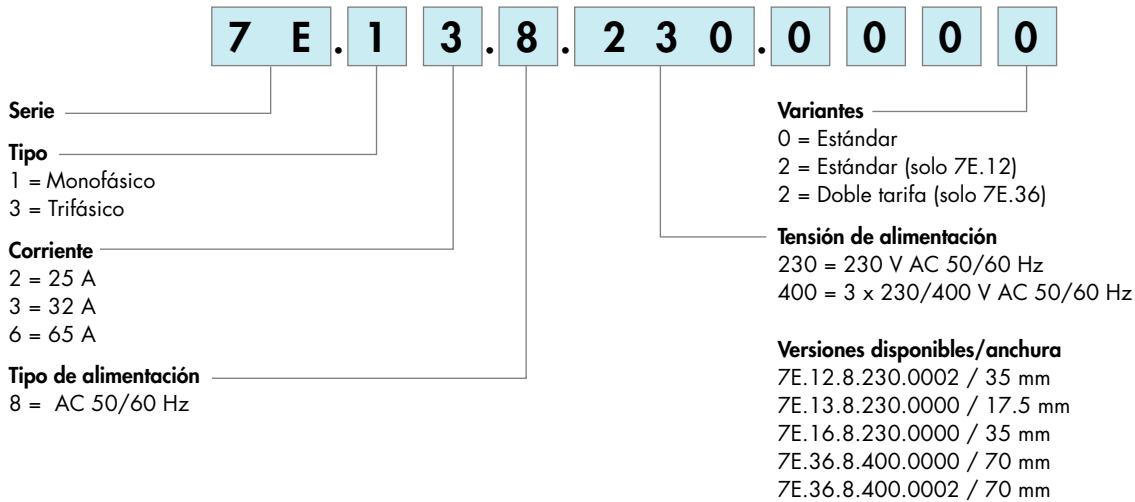 7 E . 1 3 . 8 . 2 3 0 . 0 0 0 0
Serie
Tipo
1 = Monofásico
3 = Trifásico
Corriente
2 = 25 A
3 = 32 A
6 = 65 A
Tipo de alimentación
8 = AC 50/60 Hz
Variantes
0 = Estándar
2 = Estándar (solo 7E.12)
2 = Doble tarifa (solo 7E.36)
Tensión de alimentación
230 = 230 V AC 50/60 Hz
400 = 3 x 230/400 V AC 50/60 Hz
Versiones disponibles/anchura
7E.12.8.230.0002 / 35 mm
7E.13.8.230.0000 / 17.5 mm
7E.16.8.230.0000 / 35 mm
7E.36.8.400.0000 / 70 mm
7E.36.8.400.0002 / 70 mm